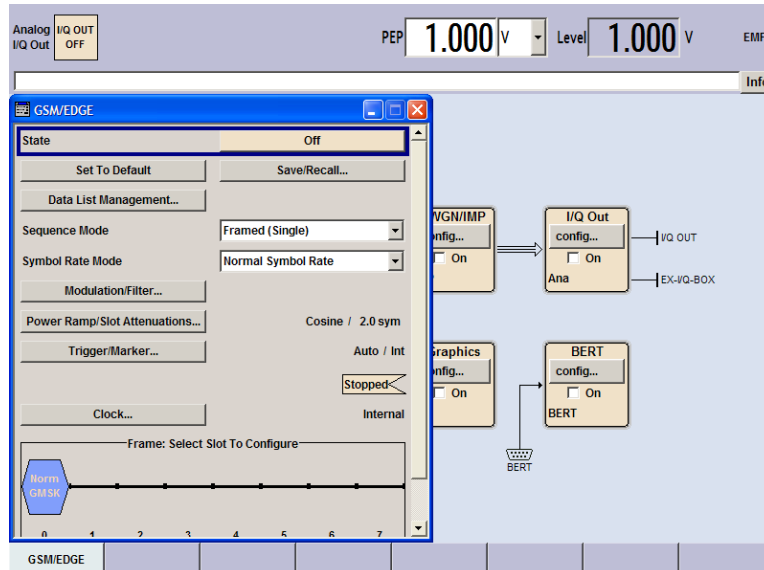 Analog I/Q OUT
I/Q Out OFF
PEP 1.000 V Level 1.000 V EMF
Info
GSM/EDGE
State Off
Set To Default Save/Recall...
Data List Management...
Sequence Mode Framed (Single)
Symbol Rate Mode Normal Symbol Rate
Modulation/Filter...
Power Ramp/Slot Attenuations... Cosine / 2.0 sym
Trigger/Marker... Auto / Int
Stopped
Clock... Internal
Frame: Select Slot To Configure
Norm
GMSK
0 1 2 3 4 5 6 7
WGN/IMP
nfig...
On
I/Q Out
config...
On
Ana
I/Q OUT
EX-I/Q-BOX
Graphics
nfig...
On
BERT
config...
On
BERT
BERT
GSM/EDGE